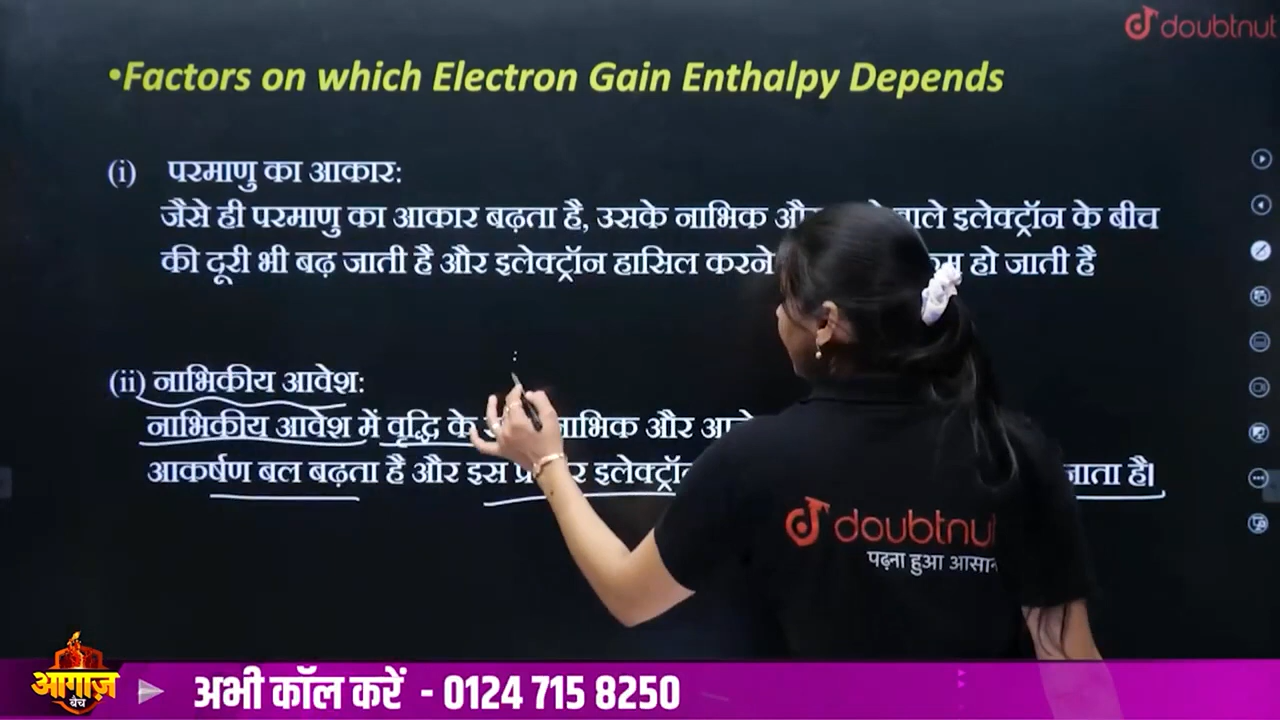 doubtnut
•Factors on which Electron Gain Enthalpy Depends
(i) परमाणु का आकार:
जैसे ही परमाणु का आकार बढ़ता है, उसके नाभिक वाले इलेक्ट्रॉन के बीच
की दूरी भी बढ़ जाती है और इलेक्ट्रॉन हासिल करने हो जाती है
(ii) नाभिकीय आवेश:
नाभिकीय आवेश में वृद्धि के नाभिक और
आकर्षण बल बढ़ता है और इस जाता है।
doubtnut
पढ़ना हुआ आसान
आगाज़
बैच
अभी कॉल करें - 0124 715 8250